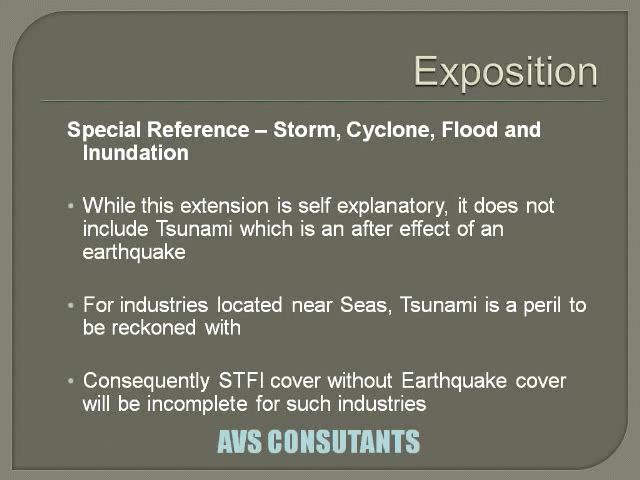 Exposition
Special Reference – Storm, Cyclone, Flood and
Inundation
• While this extension is self explanatory, it does not
include Tsunami which is an after effect of an
earthquake
• For industries located near Seas, Tsunami is a peril to
be reckoned with
• Consequently STFI cover without Earthquake cover
will be incomplete for such industries
AVS CONSUTANTS